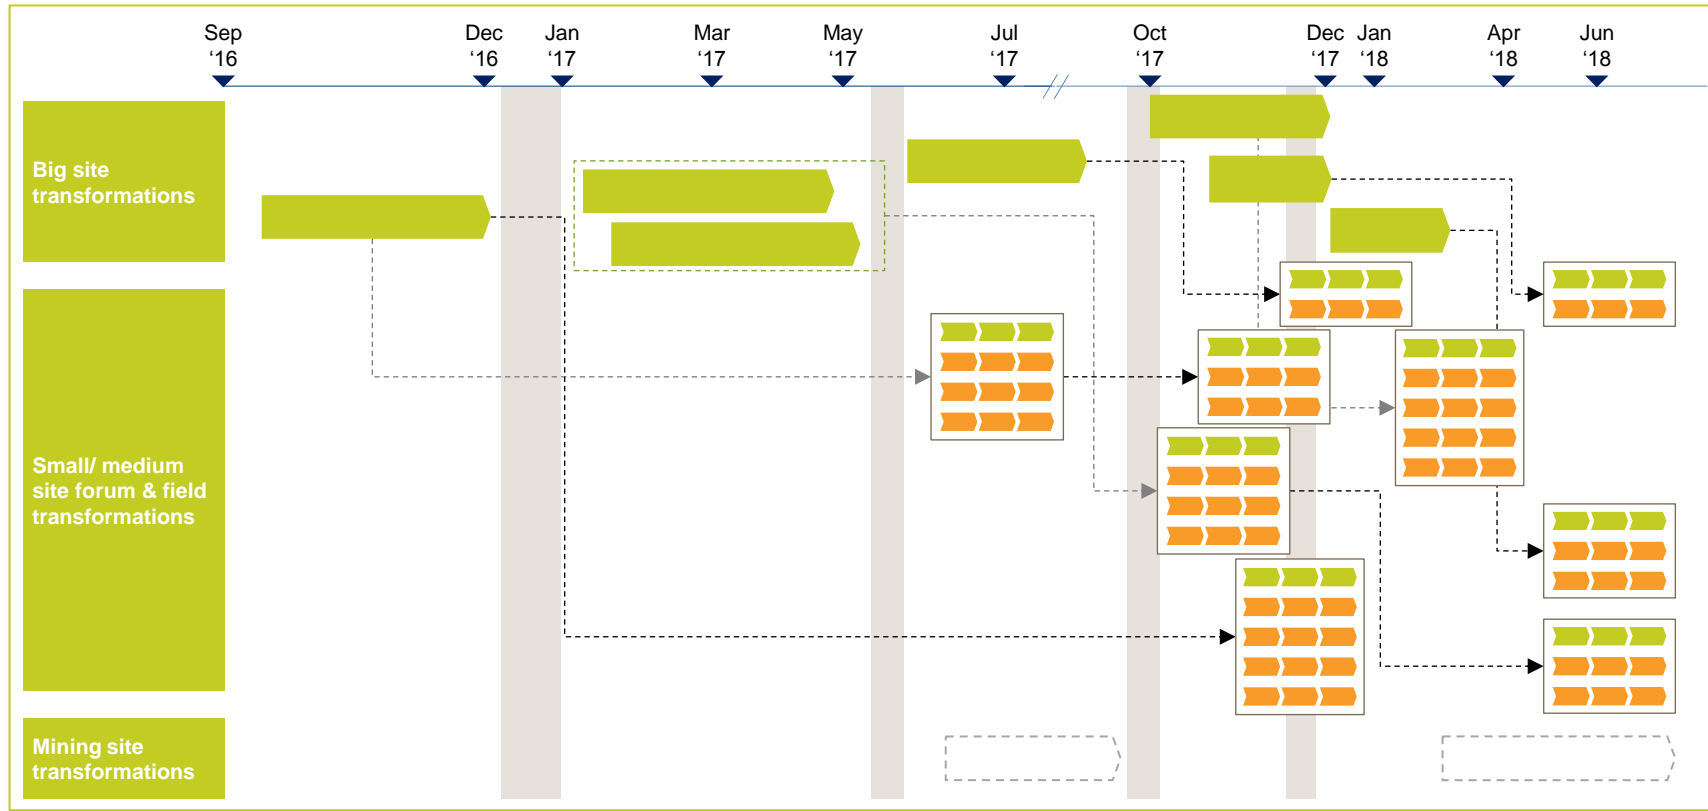 Sep
‘16
Dec
‘16
Jan
‘17
Mar
‘17
May
‘17
Jul
‘17
Oct
‘17
Dec
‘17
Jan
‘18
Apr
‘18
Jun
‘18
Big site
transformations
Small/ medium
site forum & field
transformations
Mining site
transformations